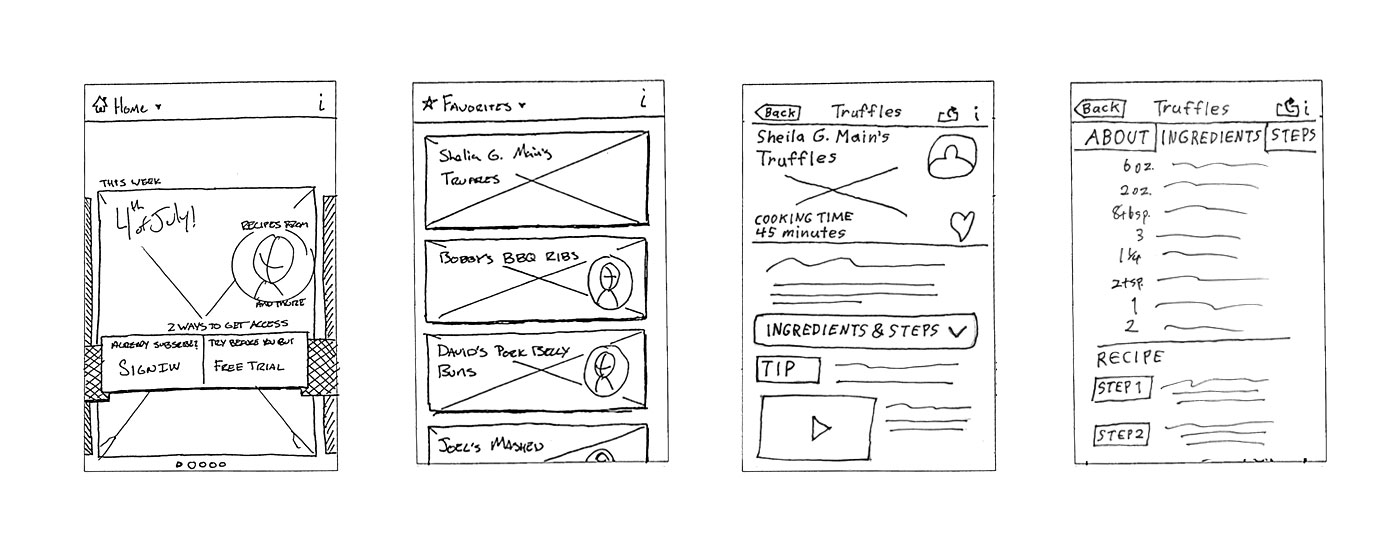 Home
i
THIS WEEK
4th
of July!
RECIPES FROM
AND MORE
2 WAYS TO GET ACCESS
ALREADY SUBSCRIBE?
SIGN IN
TRY BEFORE YOU BUY
FREE TRIAL
FAVORITES
i
Shelia G. Main's
TRUFFLES
BOBBY'S BBQ RIBS
DAVID'S PORK BELLY
BUNS
JOEL'S MASHED
Back
Truffles
i
Sheila G. Main's
Truffles
COOKING TIME
45 minutes
INGREDIENTS & STEPS
TIP
Back
Truffles
i
ABOUT
INGREDIENTS
STEPS
6 oz.
2 oz.
8 tbsp.
3
1 1/4
2 tsp.
1
2
RECIPE
STEP 1
STEP 2